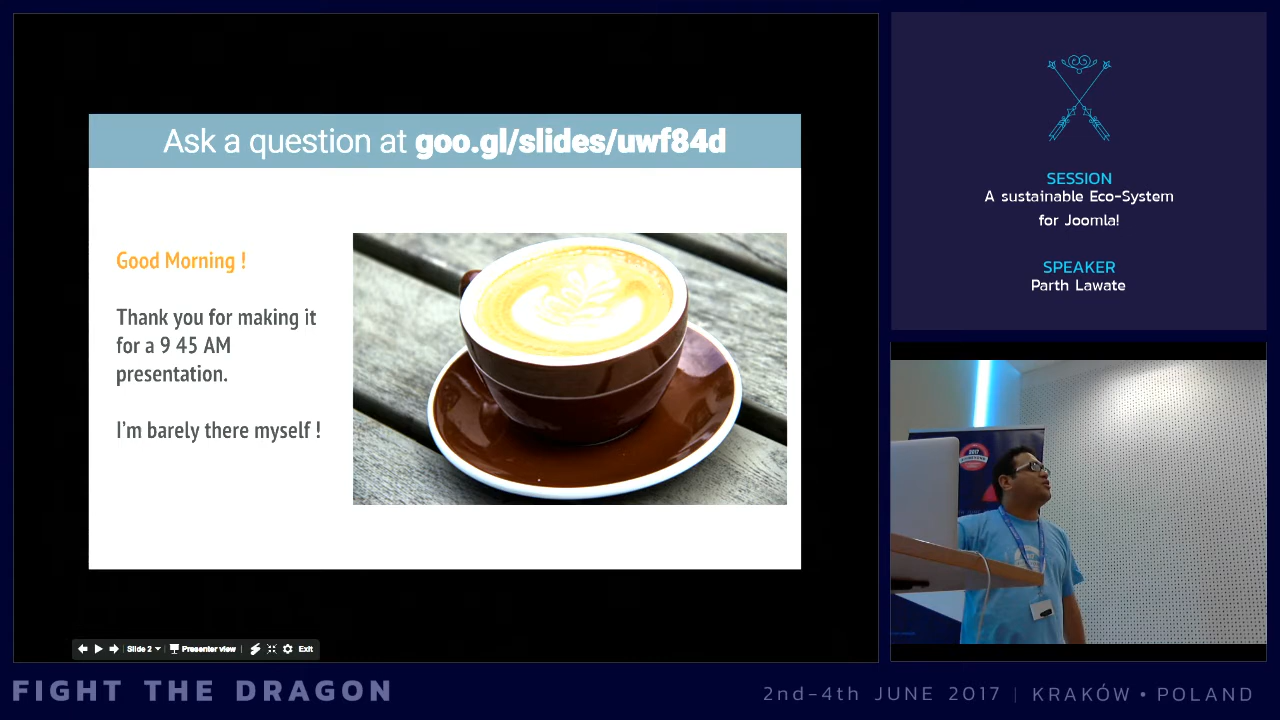 Ask a question at goo.gl/slides/uwf84d
Good Morning !
Thank you for making it
for a 9 45 AM
presentation.
I'm barely there myself !
Slide 2
Presenter view
Exit
SESSION
A sustainable Eco-System
for Joomla!
SPEAKER
Parth Lawate
2017
FIGHT THE DRAGON
2nd-4th JUNE 2017 | KRAKÓW • POLAND